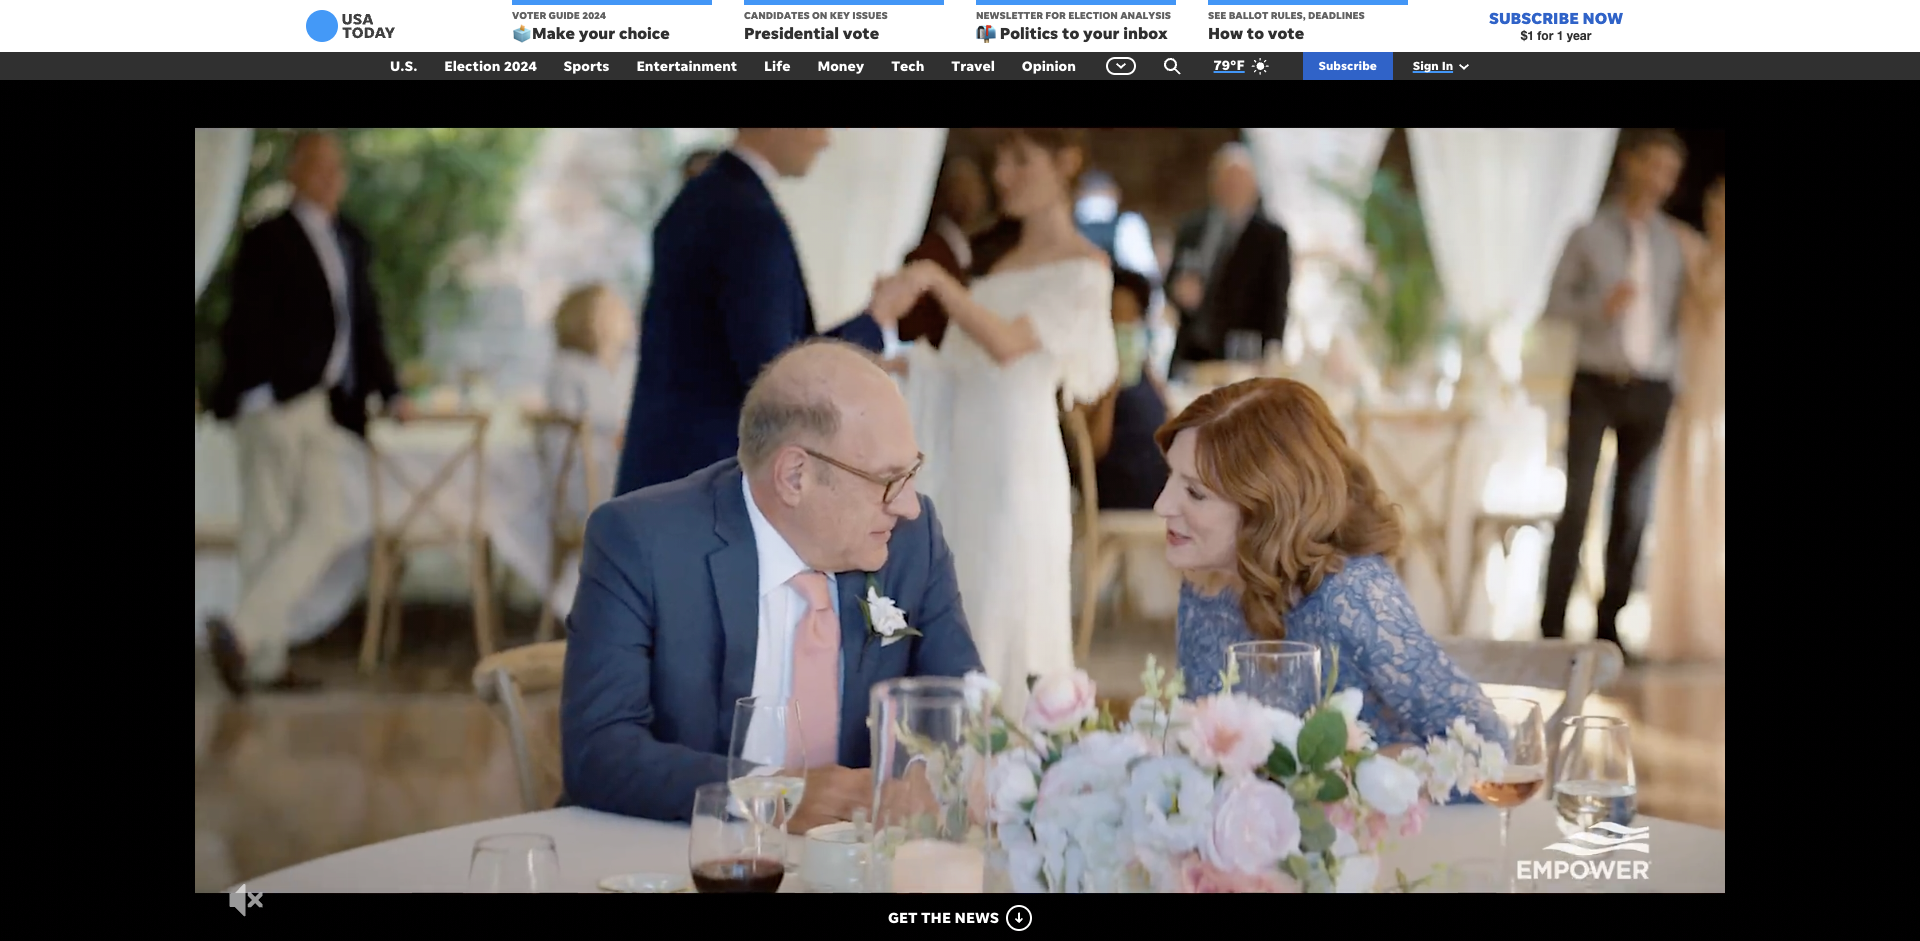 USA
TODAY
VOTER GUIDE 2024
🗳️Make your choice
CANDIDATES ON KEY ISSUES
Presidential vote
NEWSLETTER FOR ELECTION ANALYSIS
📬 Politics to your inbox
SEE BALLOT RULES, DEADLINES
How to vote
SUBSCRIBE NOW
$1 for 1 year
U.S. Election 2024 Sports Entertainment Life Money Tech Travel Opinion 79°F Subscribe Sign In
EMPOWER
GET THE NEWS